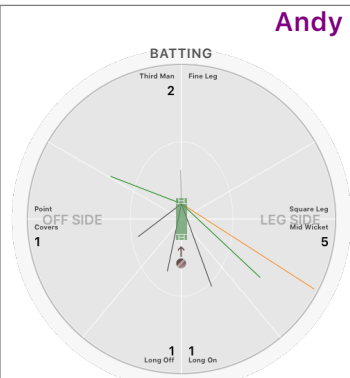 Andy
BATTING
Third Man
Fine Leg
2
Point
Square Leg
OFF SIDE
LEG SIDE
Covers
Mid Wicket
1
5
1
1
Long Off
Long On